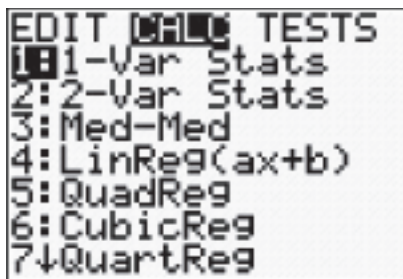 EDIT CALC TESTS
1:1-Var Stats
2:2-Var Stats
3:Med-Med
4:LinReg(ax+b)
5:QuadReg
6:CubicReg
7↓QuartReg